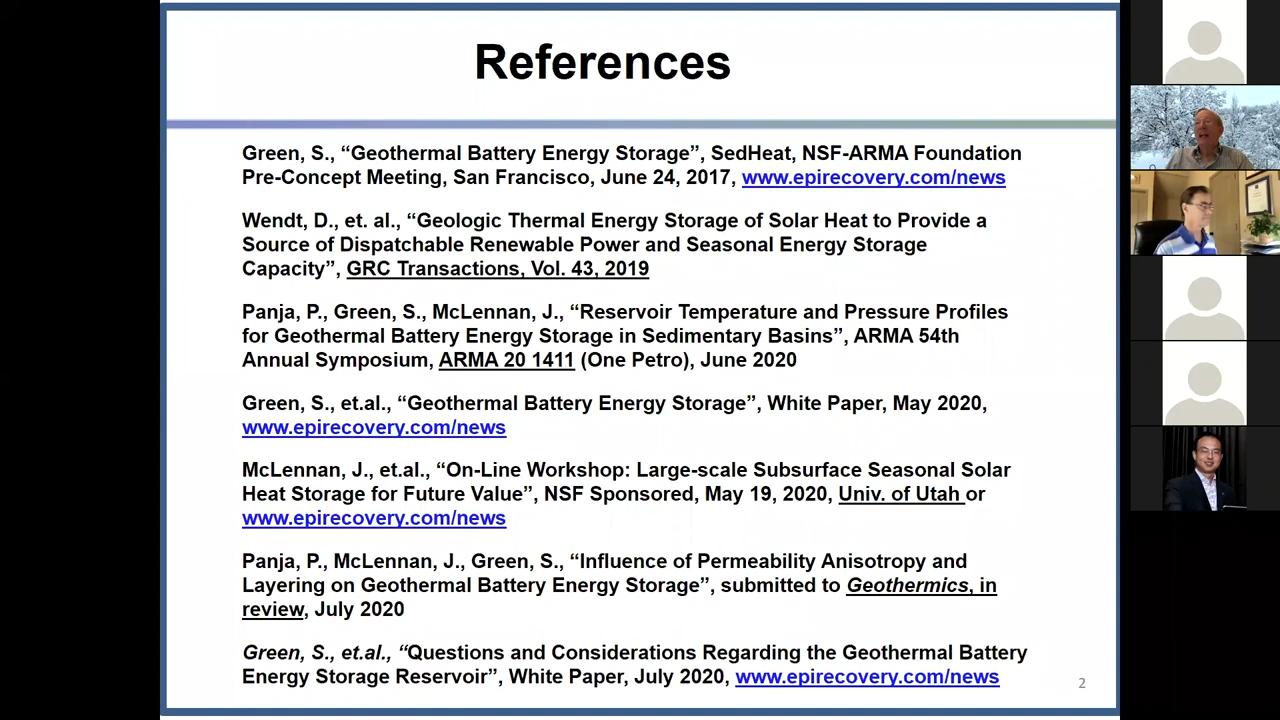 References
Green, S., “Geothermal Battery Energy Storage”, SedHeat, NSF-ARMA Foundation
Pre-Concept Meeting, San Francisco, June 24, 2017, www.epirecovery.com/news
Wendt, D., et. al., “Geologic Thermal Energy Storage of Solar Heat to Provide a
Source of Dispatchable Renewable Power and Seasonal Energy Storage
Capacity”, GRC Transactions, Vol. 43, 2019
Panja, P., Green, S., McLennan, J., “Reservoir Temperature and Pressure Profiles
for Geothermal Battery Energy Storage in Sedimentary Basins”, ARMA 54th
Annual Symposium, ARMA 20 1411 (One Petro), June 2020
Green, S., et.al., “Geothermal Battery Energy Storage”, White Paper, May 2020,
www.epirecovery.com/news
McLennan, J., et.al., “On-Line Workshop: Large-scale Subsurface Seasonal Solar
Heat Storage for Future Value”, NSF Sponsored, May 19, 2020, Univ. of Utah or
www.epirecovery.com/news
Panja, P., McLennan, J., Green, S., “Influence of Permeability Anisotropy and
Layering on Geothermal Battery Energy Storage”, submitted to Geothermics, in
review, July 2020
Green, S., et.al., “Questions and Considerations Regarding the Geothermal Battery
Energy Storage Reservoir”, White Paper, July 2020, www.epirecovery.com/news
2